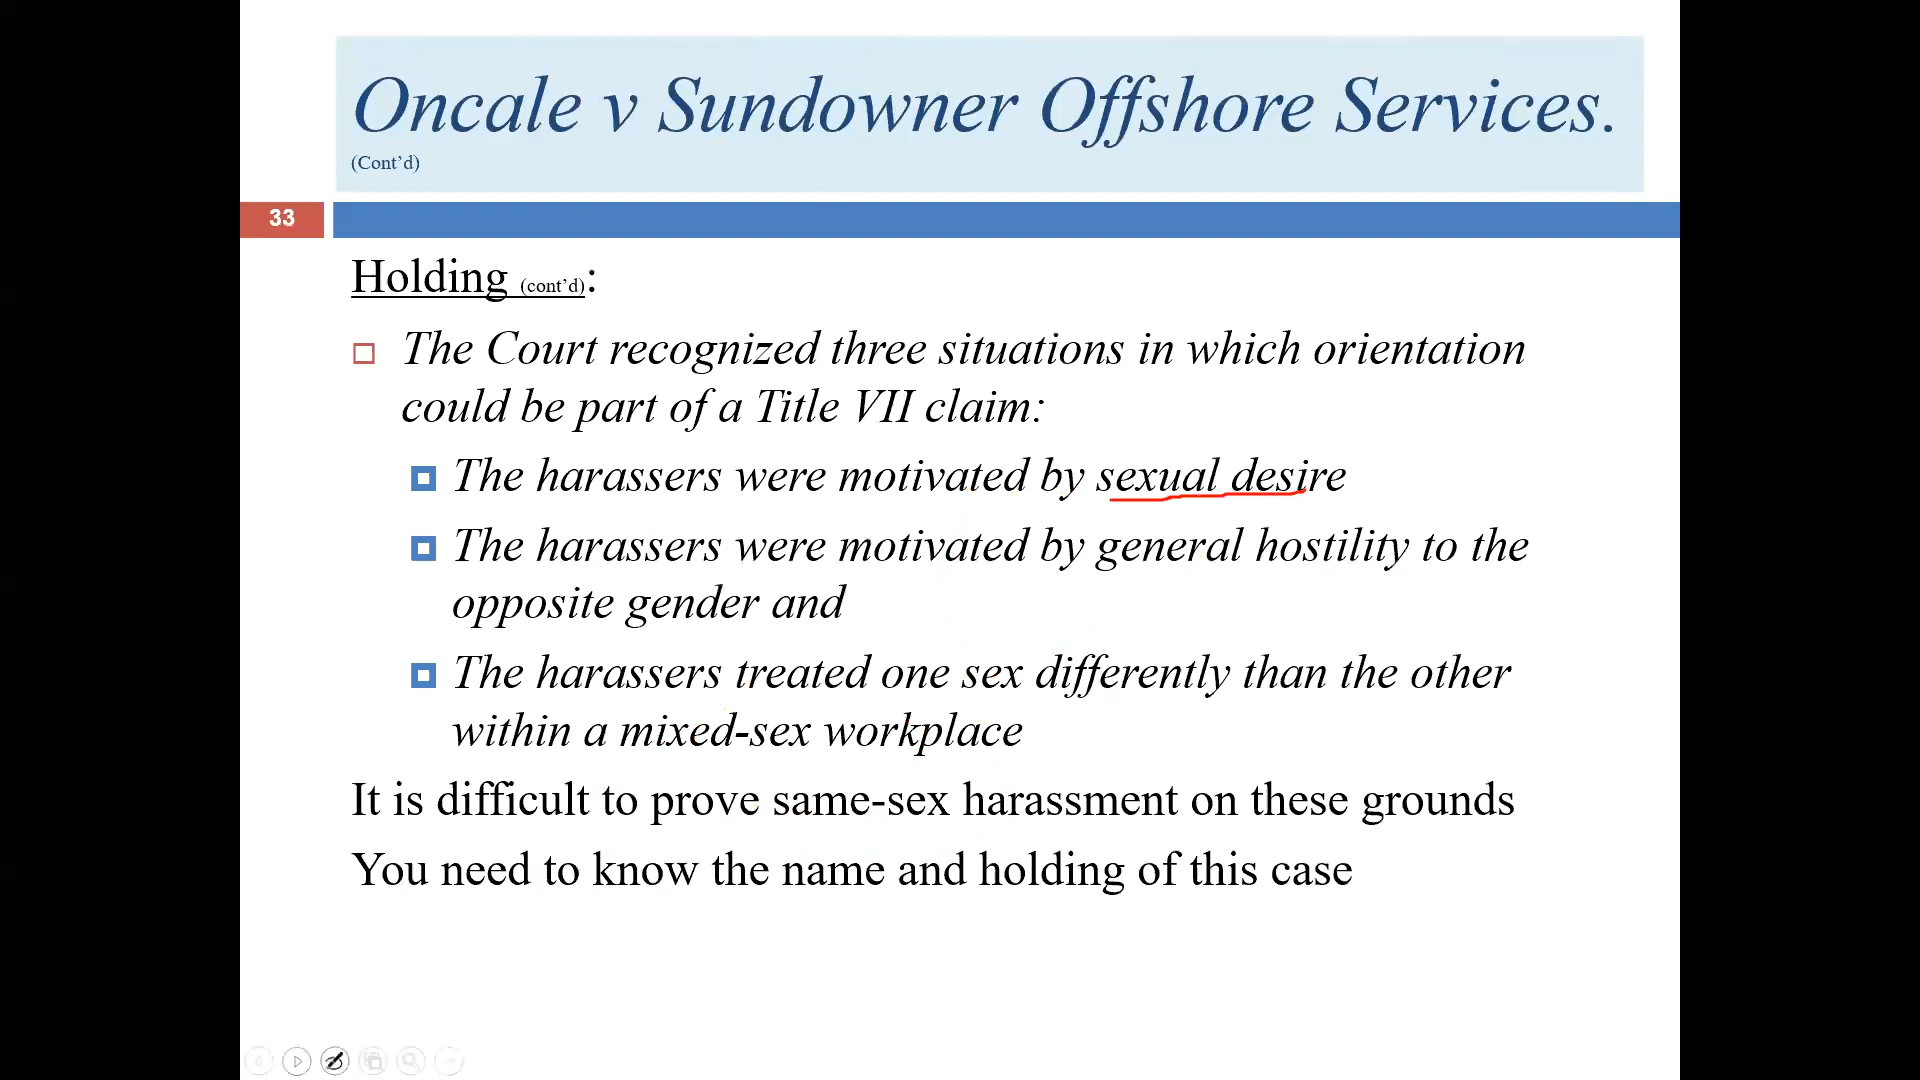 Oncale v Sundowner Offshore Services.
(Cont’d)
33
Holding (cont’d):
The Court recognized three situations in which orientation
could be part of a Title VII claim:
The harassers were motivated by sexual desire
The harassers were motivated by general hostility to the
opposite gender and
The harassers treated one sex differently than the other
within a mixed-sex workplace
It is difficult to prove same-sex harassment on these grounds
You need to know the name and holding of this case